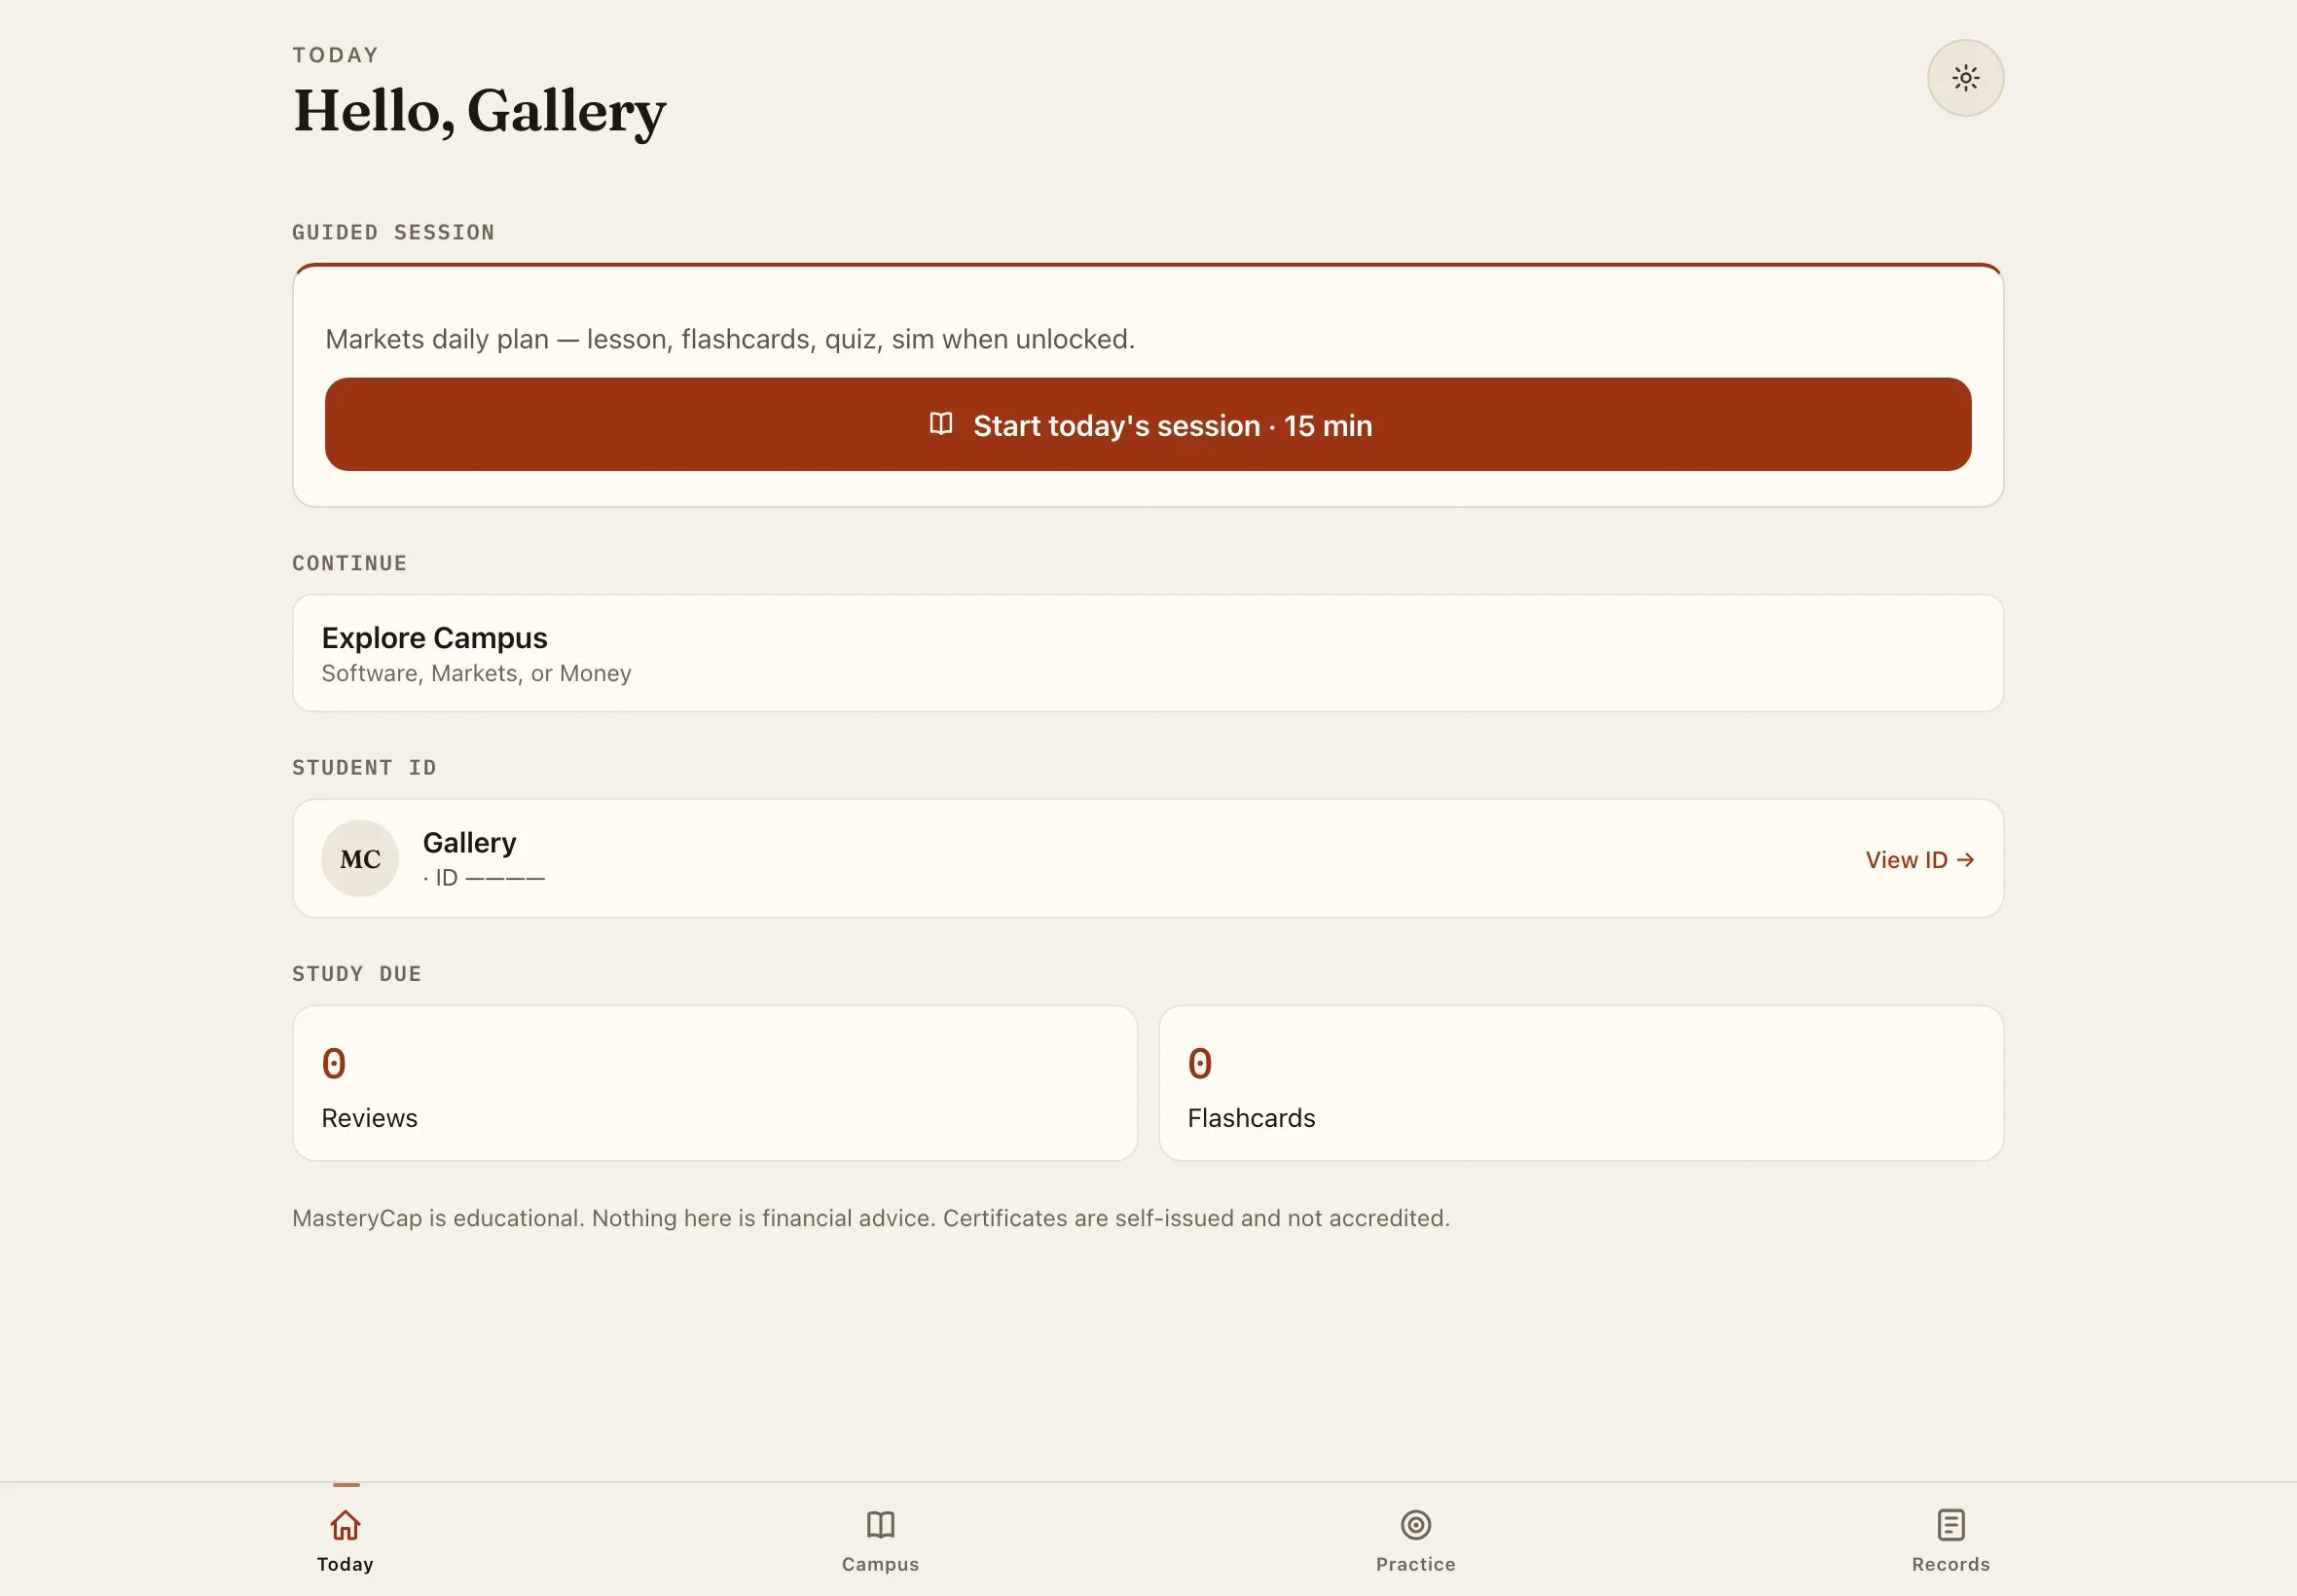 TODAY
Hello, Gallery
GUIDED SESSION
Markets daily plan — lesson, flashcards, quiz, sim when unlocked.
Start today's session · 15 min
CONTINUE
Explore Campus
Software, Markets, or Money
STUDENT ID
MC
Gallery
· ID ————
View ID →
STUDY DUE
0
Reviews
0
Flashcards
MasteryCap is educational. Nothing here is financial advice. Certificates are self-issued and not accredited.
Today
Campus
Practice
Records